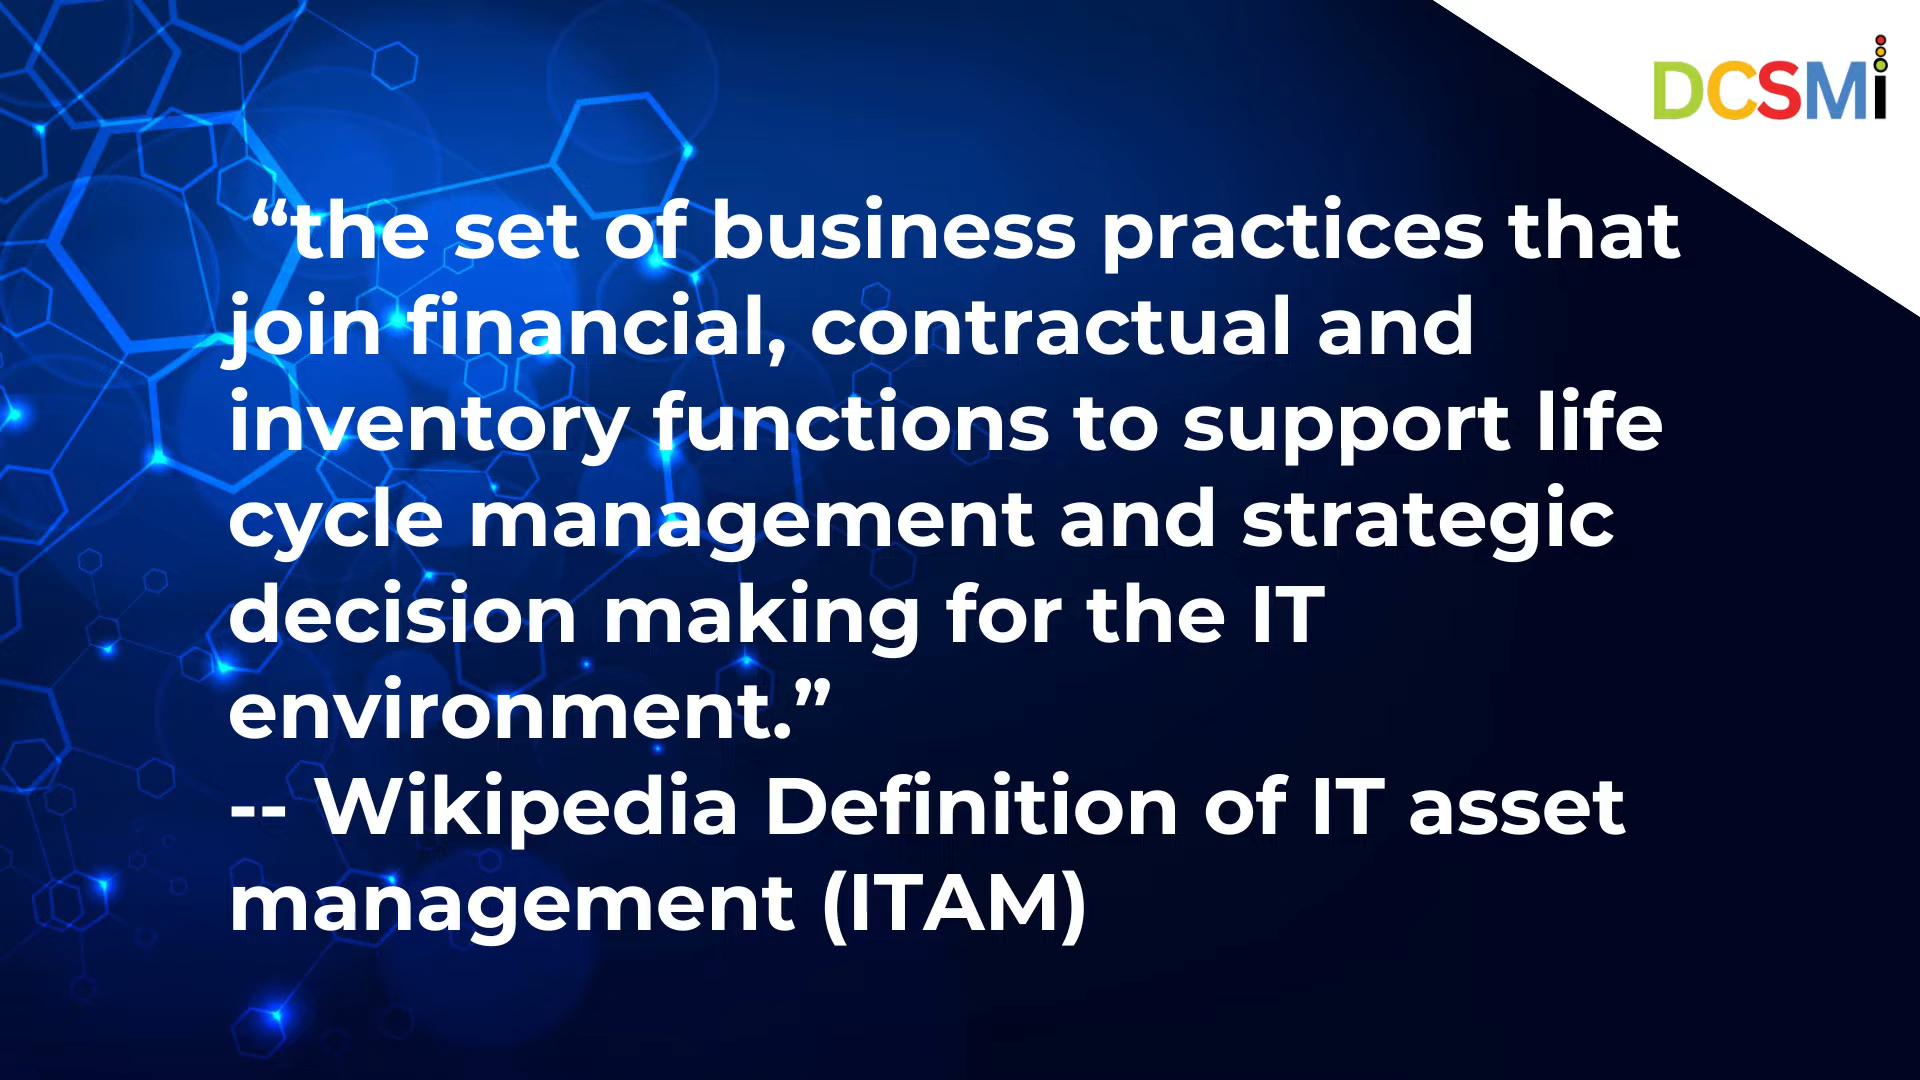 DCSMi
“the set of business practices that
join financial, contractual and
inventory functions to support life
cycle management and strategic
decision making for the IT
environment.”
-- Wikipedia Definition of IT asset
management (ITAM)